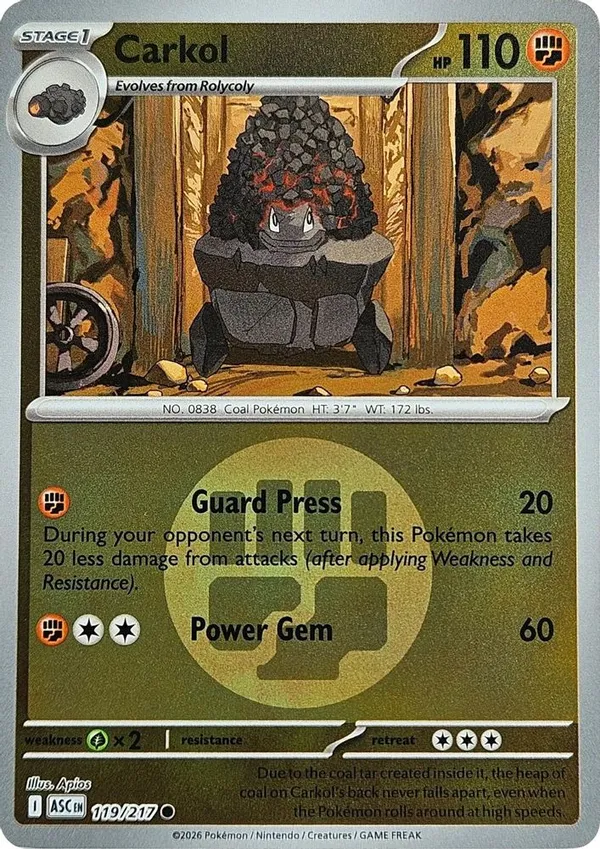 STAGE 1
Carkol
HP 110
Evolves from Rolycoly
NO. 0838 Coal Pokémon HT: 3'7" WT: 172 lbs.
Guard Press 20
During your opponent's next turn, this Pokémon takes
20 less damage from attacks (after applying Weakness and
Resistance).
Power Gem 60
weakness ×2 resistance retreat
Illus. Apios
Due to the coal tar created inside it, the heap of
coal on Carkol's back never falls apart, even when
the Pokémon rolls around at high speeds.
I ASC EN 119/217
©2026 Pokémon / Nintendo / Creatures / GAME FREAK